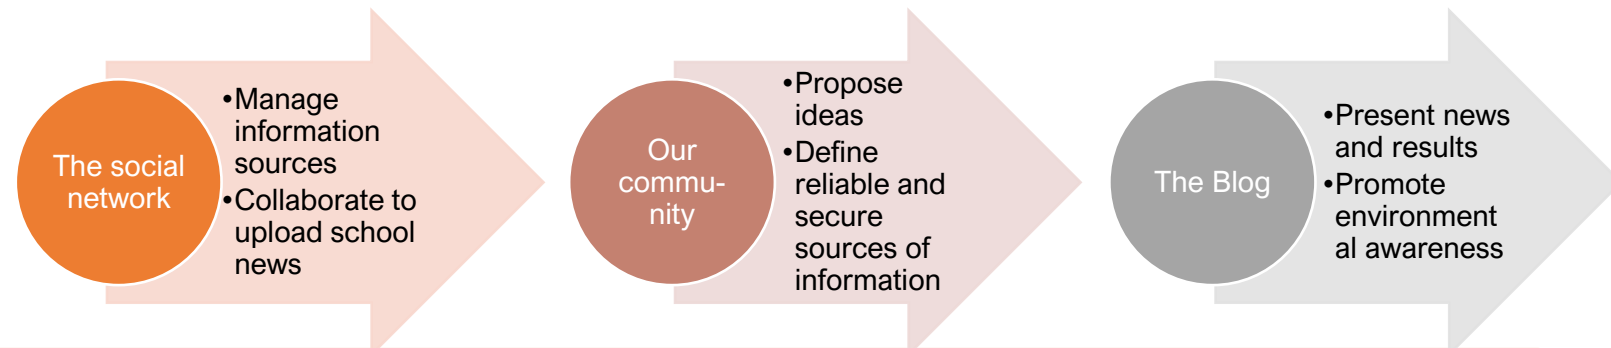 The social
network
•Manage
information
sources
•Collaborate to
upload school
news
Our
commu-
nity
•Propose
ideas
•Define
reliable and
secure
sources of
information
The Blog
•Present news
and results
•Promote
environment
al awareness